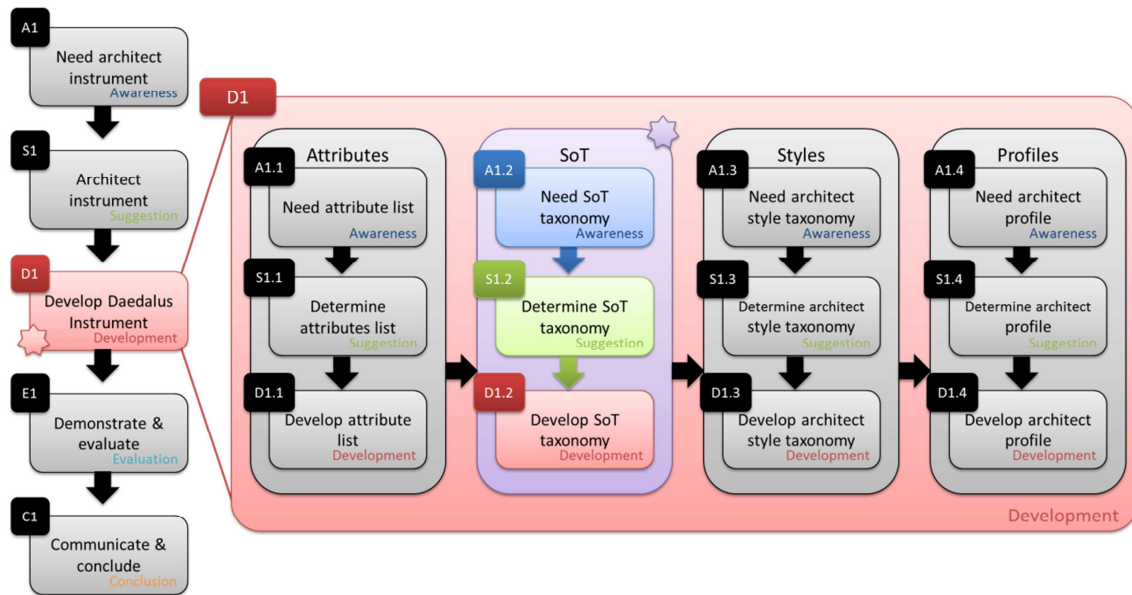 A1
Need architect
instrument
Awareness
S1
Architect
instrument
Suggestion
D1
Develop Daedalus
Instrument
Development
E1
Demonstrate &
evaluate
Evaluation
C1
Communicate &
conclude
Conclusion
D1
Attributes
A1.1
Need attribute list
Awareness
S1.1
Determine
attributes list
Suggestion
D1.1
Develop attribute
list
Development
SoT
A1.2
Need SoT
taxonomy
Awareness
S1.2
Determine SoT
taxonomy
Suggestion
D1.2
Develop SoT
taxonomy
Development
Styles
A1.3
Need architect
style taxonomy
Awareness
S1.3
Determine architect
style taxonomy
Suggestion
D1.3
Develop architect
style taxonomy
Development
Profiles
A1.4
Need architect
profile
Awareness
S1.4
Determine architect
profile
Suggestion
D1.4
Develop architect
profile
Development
Development